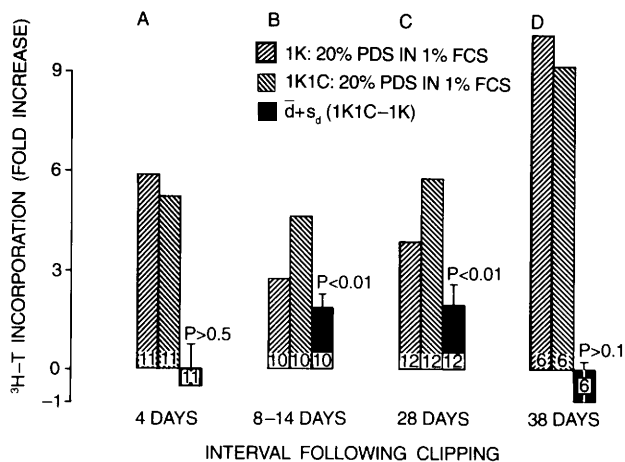 A B C D
1K: 20% PDS IN 1% FCS
1K1C: 20% PDS IN 1% FCS
d̄+s_d (1K1C–1K)
³H–T INCORPORATION (FOLD INCREASE)
9
6
3
0
−1
P>0.5
P<0.01
P<0.01
P>0.1
11 11 11
10 10 10
12 12 12
6 6 6
4 DAYS 8–14 DAYS 28 DAYS 38 DAYS
INTERVAL FOLLOWING CLIPPING